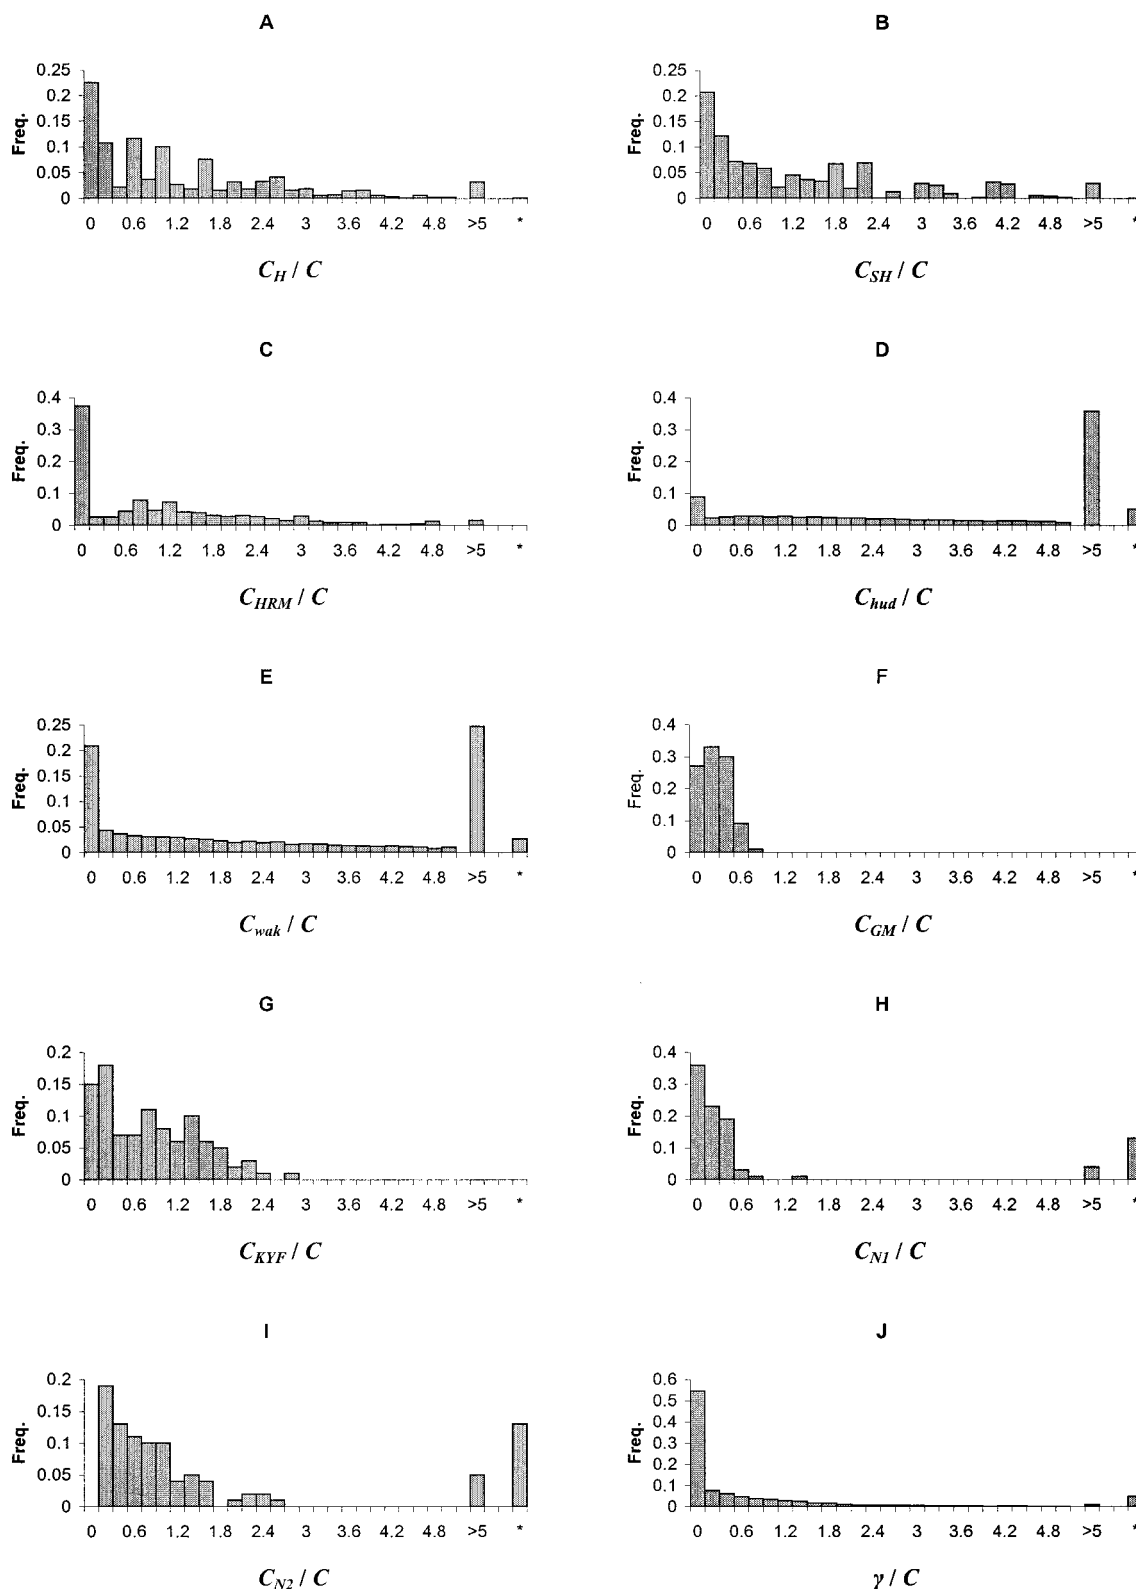 A
Freq.
0.25
0.2
0.15
0.1
0.05
0
0 0.6 1.2 1.8 2.4 3 3.6 4.2 4.8 >5 *
C_H / C
B
Freq.
0.25
0.2
0.15
0.1
0.05
0
0 0.6 1.2 1.8 2.4 3 3.6 4.2 4.8 >5 *
C_SH / C
C
Freq.
0.4
0.3
0.2
0.1
0
0 0.6 1.2 1.8 2.4 3 3.6 4.2 4.8 >5 *
C_HRM / C
D
Freq.
0.4
0.3
0.2
0.1
0
0 0.6 1.2 1.8 2.4 3 3.6 4.2 4.8 >5 *
C_hud / C
E
Freq.
0.25
0.2
0.15
0.1
0.05
0
0 0.6 1.2 1.8 2.4 3 3.6 4.2 4.8 >5 *
C_wak / C
F
Freq.
0.4
0.3
0.2
0.1
0
0 0.6 1.2 1.8 2.4 3 3.6 4.2 4.8 >5 *
C_GM / C
G
Freq.
0.2
0.15
0.1
0.05
0
0 0.6 1.2 1.8 2.4 3 3.6 4.2 4.8 >5 *
C_KYF / C
H
Freq.
0.4
0.3
0.2
0.1
0
0 0.6 1.2 1.8 2.4 3 3.6 4.2 4.8 >5 *
C_N1 / C
I
Freq.
0.2
0.15
0.1
0.05
0
0 0.6 1.2 1.8 2.4 3 3.6 4.2 4.8 >5 *
C_N2 / C
J
Freq.
0.6
0.5
0.4
0.3
0.2
0.1
0
0 0.6 1.2 1.8 2.4 3 3.6 4.2 4.8 >5 *
γ / C